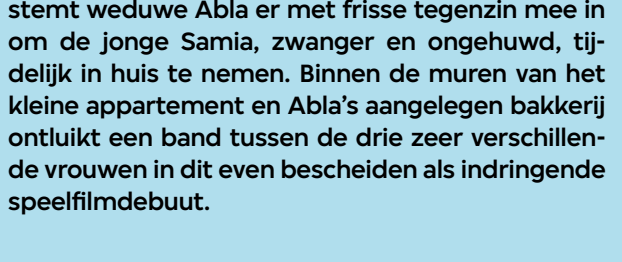 stemt weduwe Abla er met frisse tegenzin mee in
om de jonge Samia, zwanger en ongehuwd, tij-
delijk in huis te nemen. Binnen de muren van het
kleine appartement en Abla’s aangelegen bakkerij
ontluikt een band tussen de drie zeer verschillen-
de vrouwen in dit even bescheiden als indringende
speelfilmdebuut.